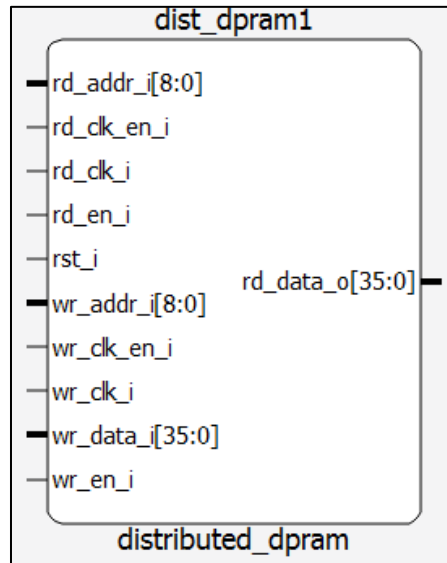 dist_dpram1
rd_addr_i[8:0]
rd_clk_en_i
rd_clk_i
rd_en_i
rst_i
rd_data_o[35:0]
wr_addr_i[8:0]
wr_clk_en_i
wr_clk_i
wr_data_i[35:0]
wr_en_i
distributed_dpram